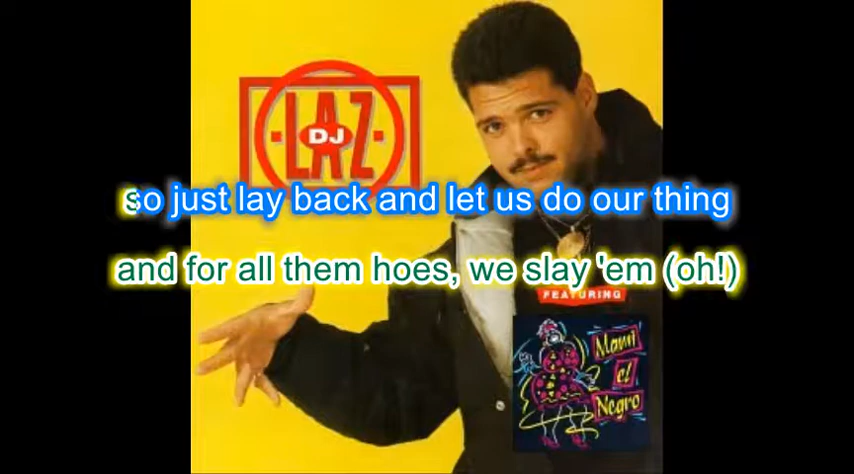 ·LAZ·
DJ
so just lay back and let us do our thing
and for all them hoes, we slay 'em (oh!)
FEATURING
Mami
el
Negro